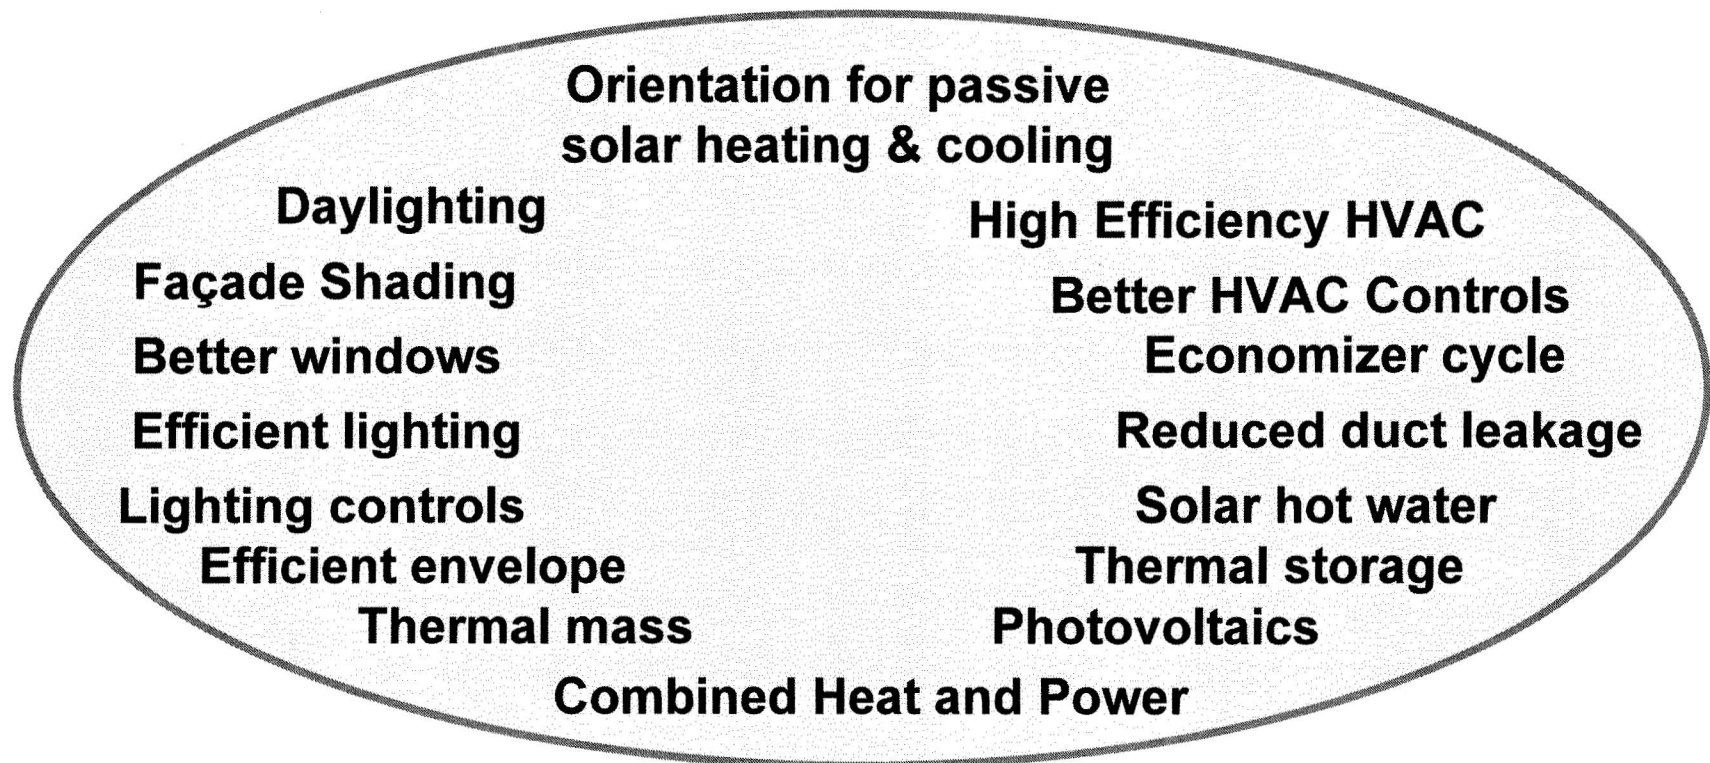 Orientation for passive
solar heating & cooling
Daylighting
High Efficiency HVAC
Façade Shading
Better HVAC Controls
Better windows
Economizer cycle
Efficient lighting
Reduced duct leakage
Lighting controls
Solar hot water
Efficient envelope
Thermal storage
Thermal mass
Photovoltaics
Combined Heat and Power